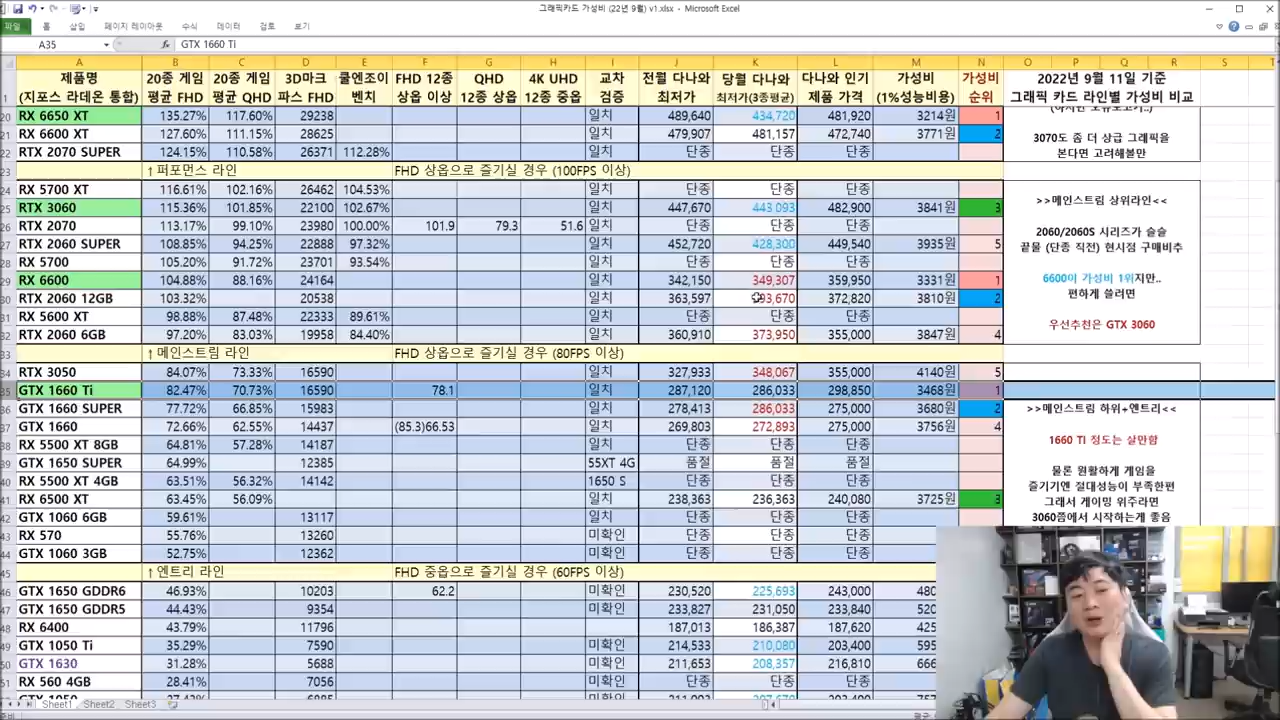 그래픽카드 가성비 (22년 9월) v1.xlsx - Microsoft Excel
파일 홈 삽입 페이지 레이아웃 수식 데이터 검토 보기
A35 fx GTX 1660 Ti
A B C D E F G H I J K L M N O P Q R S T
제품명 20종 게임 20종 게임 3D마크 쿨엔조이 FHD 12종 QHD 4K UHD 교차 전월 다나와 당월 다나와 다나와 인기 가성비 가성비 2022년 9월 11일 기준
1 (지포스 라데온 통합) 평균 FHD 평균 QHD 파스 FHD 벤치 상옵 이상 12종 상옵 12종 중옵 검증 최저가 최저가(3종평균) 제품 가격 (1%성능비용) 순위 그래픽 카드 라인별 가성비 비교
20 RX 6650 XT 135.27% 117.60% 29238 일치 489,640 434,720 481,920 3214원 1
21 RX 6600 XT 127.60% 111.15% 28625 일치 479,907 481,157 472,740 3771원 2
3070도 좀 더 상급 그래픽을
22 RTX 2070 SUPER 124.15% 110.58% 26371 112.28% 일치 단종 단종 단종
본다면 고려해볼만
23 ↑ 퍼포먼스 라인 FHD 상옵으로 즐기실 경우 (100FPS 이상)
24 RX 5700 XT 116.61% 102.16% 26462 104.53% 일치 단종 단종 단종
>>메인스트림 상위라인<<
25 RTX 3060 115.36% 101.85% 22100 102.67% 일치 447,670 443,093 482,900 3841원 3
26 RTX 2070 113.17% 99.10% 23980 100.00% 101.9 79.3 51.6 일치 단종 단종 단종
2060/2060S 시리즈가 슬슬
27 RTX 2060 SUPER 108.85% 94.25% 22888 97.32% 일치 452,720 428,300 449,540 3935원 5
끝물 (단종 직전) 현시점 구매비추
28 RX 5700 105.20% 91.72% 23701 93.54% 일치 단종 단종 단종
29 RX 6600 104.88% 88.16% 24164 일치 342,150 349,307 359,950 3331원 1
6600이 가성비 1위지만..
30 RTX 2060 12GB 103.32% 20538 일치 363,597 93,670 372,820 3810원 2
편하게 쓸려면
31 RX 5600 XT 98.88% 87.48% 22333 89.61% 일치 단종 단종 단종
우선추천은 GTX 3060
32 RTX 2060 6GB 97.20% 83.03% 19958 84.40% 일치 360,910 373,950 355,000 3847원 4
33 ↑ 메인스트림 라인 FHD 상옵으로 즐기실 경우 (80FPS 이상)
34 RTX 3050 84.07% 73.33% 16590 일치 327,933 348,067 355,000 4140원 5
35 GTX 1660 Ti 82.47% 70.73% 16590 78.1 일치 287,120 286,033 298,850 3468원 1
36 GTX 1660 SUPER 77.72% 66.85% 15983 일치 278,413 286,033 275,000 3680원 2
>>메인스트림 하위+엔트리<<
37 GTX 1660 72.66% 62.55% 14437 (85.3)66.53 일치 269,803 272,893 275,000 3756원 4
1660 TI 정도는 살만함
38 RX 5500 XT 8GB 64.81% 57.28% 14187 일치 단종 단종 단종
39 GTX 1650 SUPER 64.99% 12385 55XT 4G 품절 품절 품절
물론 원활하게 게임을
40 RX 5500 XT 4GB 63.51% 56.32% 14142 1650 S 단종 단종 단종
즐기기엔 절대성능이 부족한편
41 RX 6500 XT 63.45% 56.09% 일치 238,363 236,363 240,080 3725원 3
그래서 게이밍 위주라면
42 GTX 1060 6GB 59.61% 13117 일치 단종 단종 단종
3060쯤에서 시작하는게 좋음
43 RX 570 55.76% 13260 미확인 단종 단종 단종
44 GTX 1060 3GB 52.75% 12362 미확인 단종 단종 단종
45 ↑ 엔트리 라인 FHD 중옵으로 즐기실 경우 (60FPS 이상)
46 GTX 1650 GDDR6 46.93% 10203 62.2 미확인 230,520 225,693 243,000 480
47 GTX 1650 GDDR5 44.43% 9354 미확인 233,827 231,050 233,840 520
48 RX 6400 43.79% 11796 187,013 186,387 187,620 425
49 GTX 1050 Ti 35.29% 7590 미확인 214,533 210,080 203,400 595
50 GTX 1630 31.28% 5688 미확인 211,653 208,357 216,810 666
51 RX 560 4GB 28.41% 7056 미확인 단종 단종 단종
Sheet1 Sheet2 Sheet3